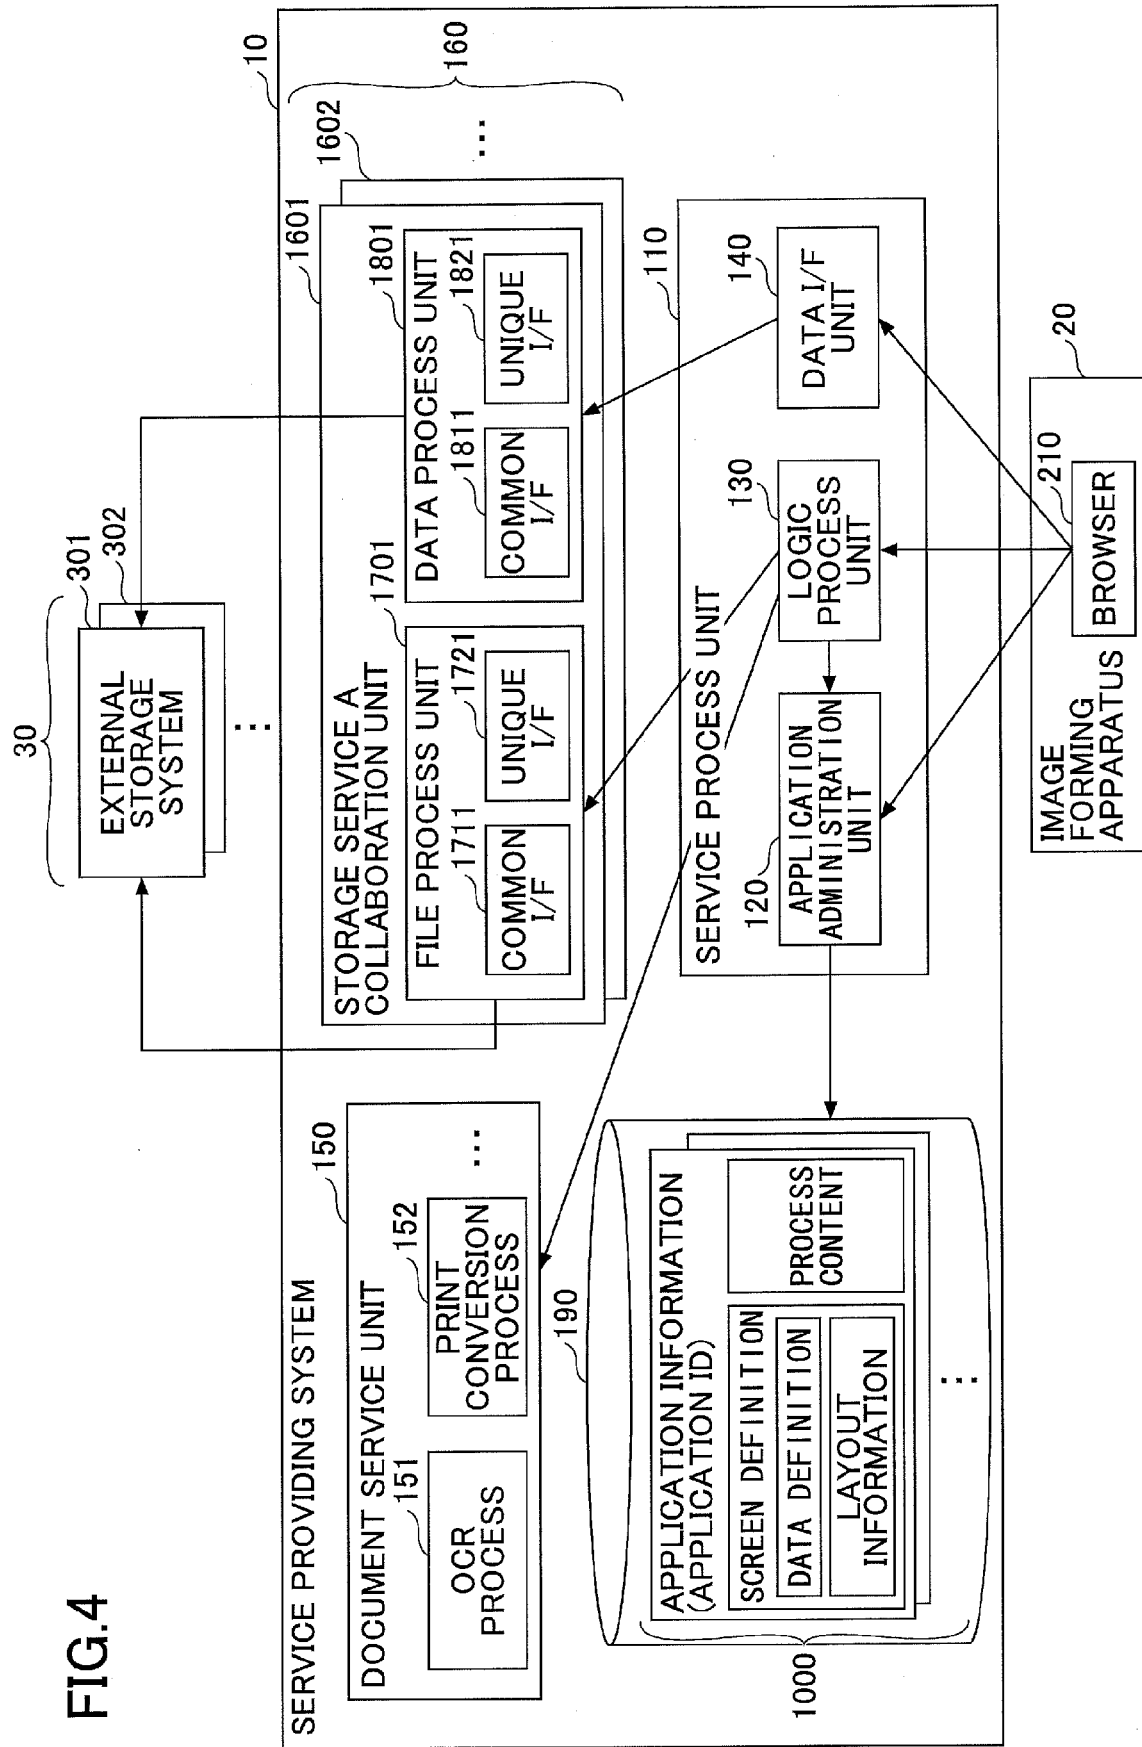 FIG.4
SERVICE PROVIDING SYSTEM
10
DOCUMENT SERVICE UNIT
150
151
OCR
PROCESS
152
PRINT
CONVERSION
PROCESS
...
30
301
302
EXTERNAL
STORAGE
SYSTEM
...
160
1601
1602
...
STORAGE SERVICE A
COLLABORATION UNIT
FILE PROCESS UNIT
1701
1711
COMMON
I/F
1721
UNIQUE
I/F
DATA PROCESS UNIT
1801
1811
COMMON
I/F
1821
UNIQUE
I/F
190
1000
APPLICATION INFORMATION
(APPLICATION ID)
SCREEN DEFINITION
DATA DEFINITION
LAYOUT
INFORMATION
PROCESS
CONTENT
...
SERVICE PROCESS UNIT
110
120
APPLICATION
ADMINISTRATION
UNIT
130
LOGIC
PROCESS
UNIT
140
DATA I/F
UNIT
IMAGE
FORMING
APPARATUS
20
210
BROWSER